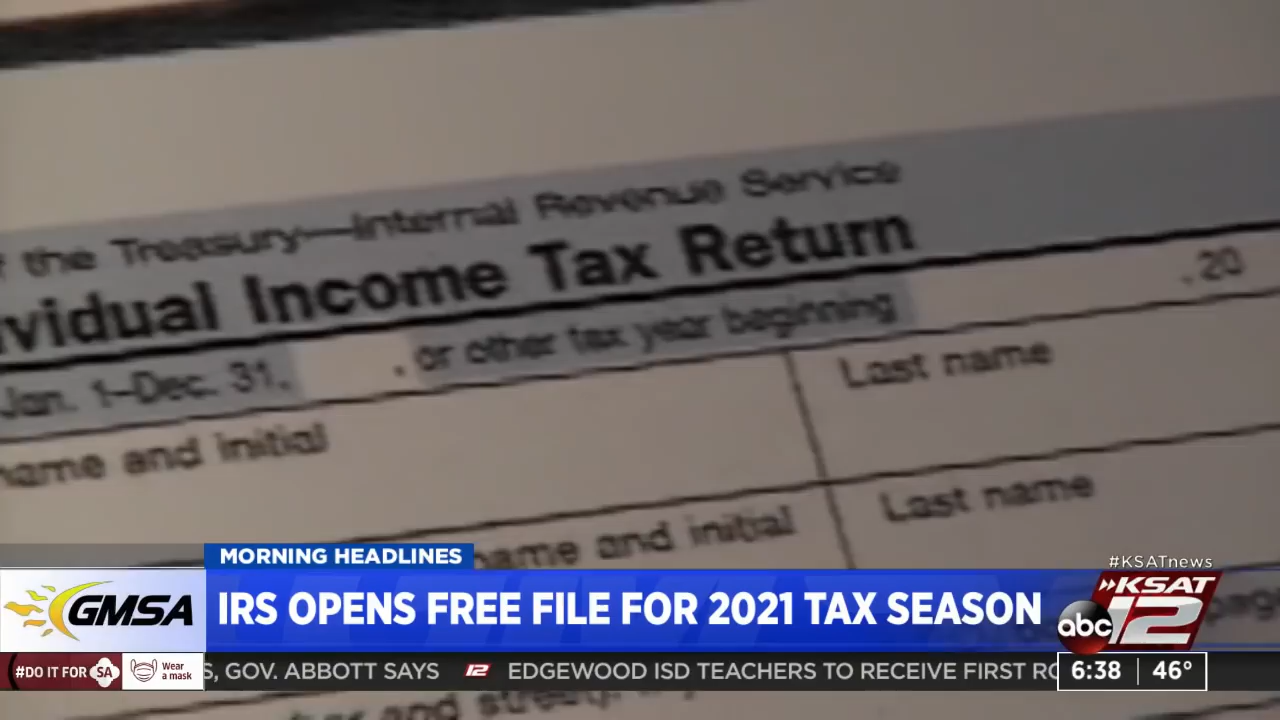 the Treasury—Internal Revenue Service
Individual Income Tax Return
Jan. 1–Dec. 31, , or other tax year beginning , 20
name and initial Last name
name and initial Last name
MORNING HEADLINES
#KSATnews
GMSA IRS OPENS FREE FILE FOR 2021 TAX SEASON abc KSAT 12
#DO IT FOR SA Wear a mask S, GOV. ABBOTT SAYS 12 EDGEWOOD ISD TEACHERS TO RECEIVE FIRST RO 6:38 46°
and street